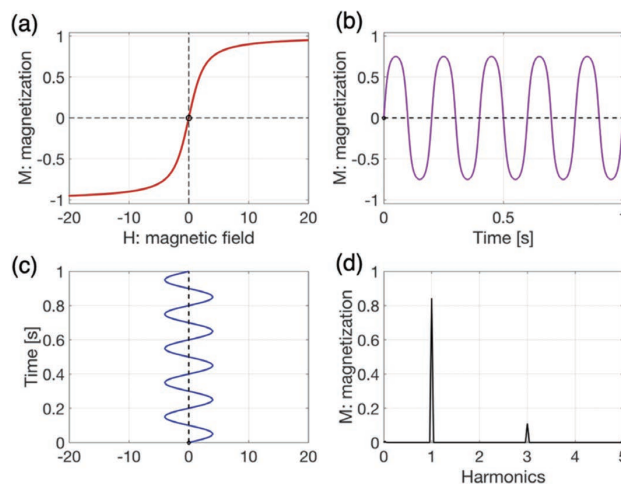 (a)
M: magnetization
1
0.5
0
-0.5
-1
-20 -10 0 10 20
H: magnetic field
(b)
M: magnetization
1
0.5
0
-0.5
-1
0 0.5 1
Time [s]
(c)
Time [s]
1
0.8
0.6
0.4
0.2
0
-20 -10 0 10 20
(d)
M: magnetization
1
0.8
0.6
0.4
0.2
0
0 1 2 3 4 5
Harmonics